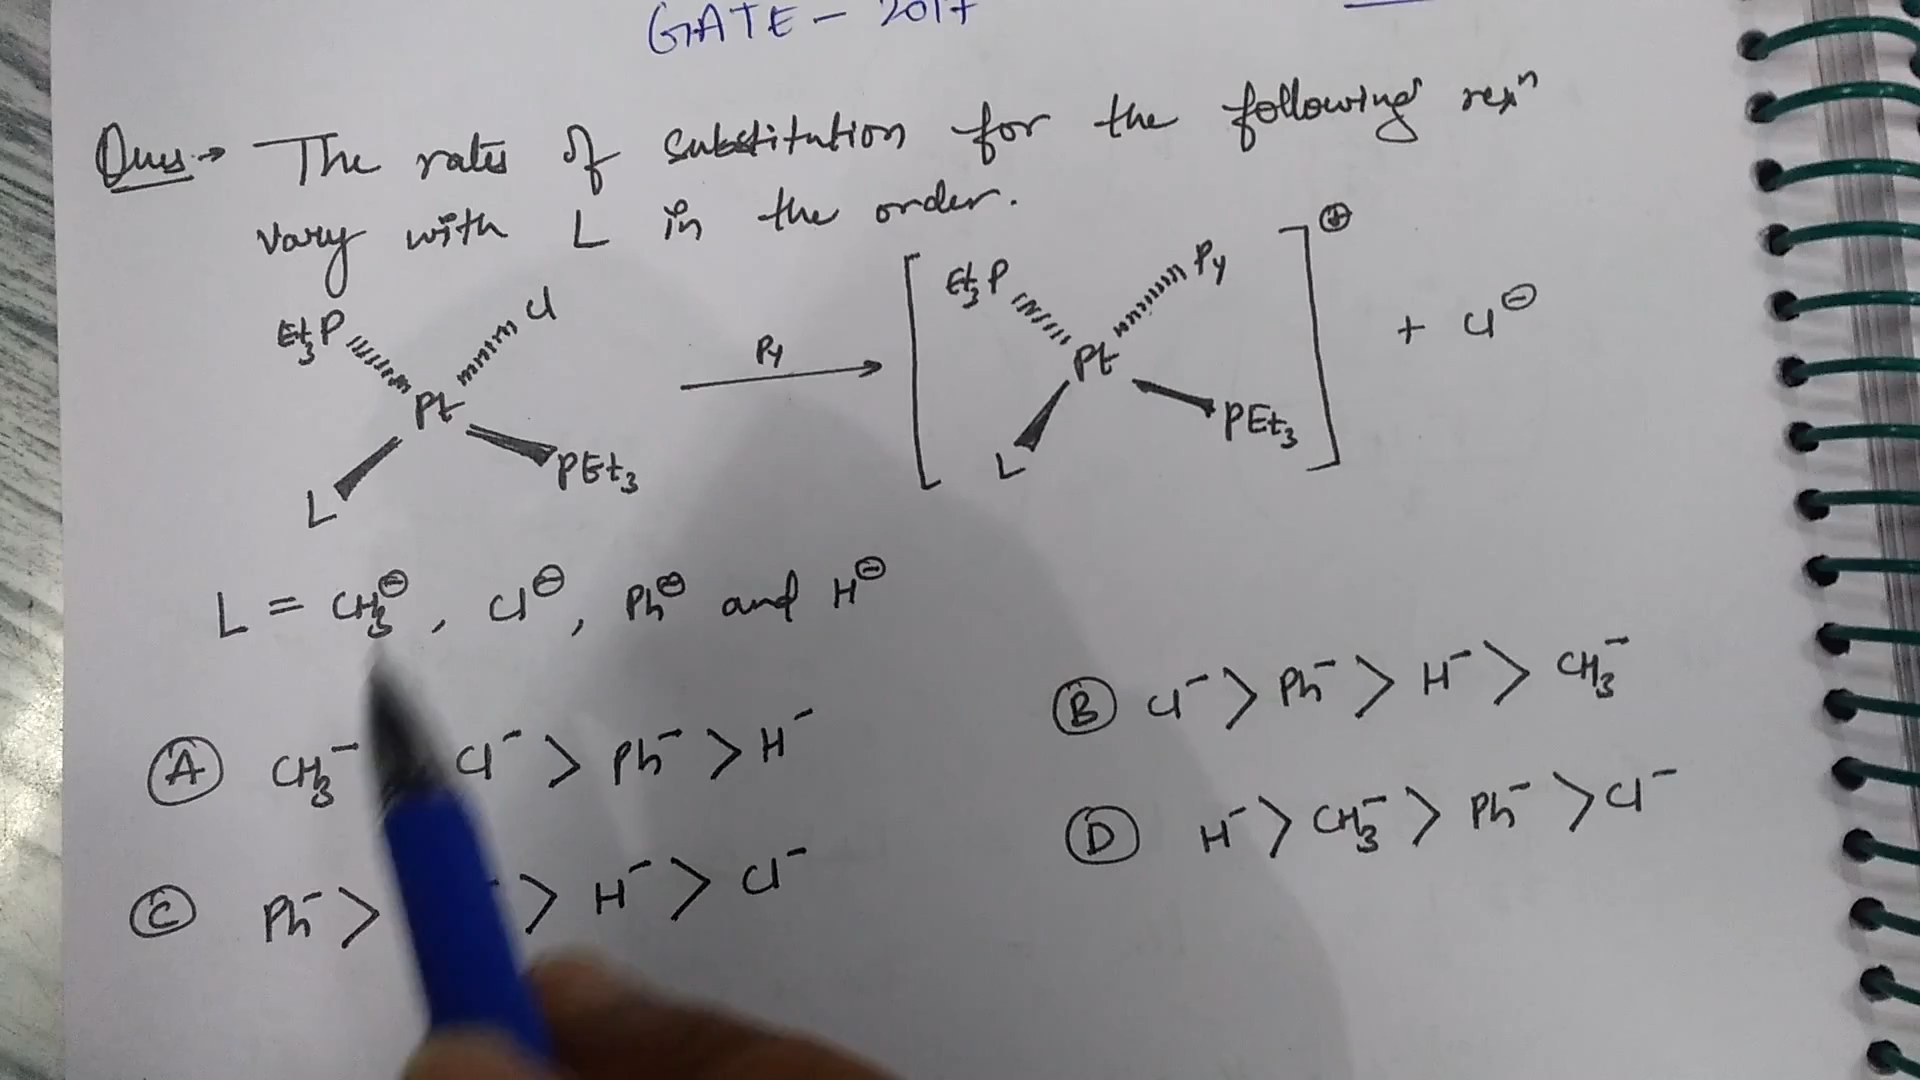 GATE - 2017
Ques.→ The rates of substitution for the following rexⁿ
vary with L in the order.
Et₃P Cl Pt L PEt₃ Py → [Et₃P Py Pt L PEt₃]⊕ + Cl⊖
L = CH₃⊖, Cl⊖, Ph⊖ and H⊖
(A) CH₃⁻ Cl⁻ > Ph⁻ > H⁻
(B) Cl⁻ > Ph⁻ > H⁻ > CH₃⁻
(C) Ph⁻ > ⁻ > H⁻ > Cl⁻
(D) H⁻ > CH₃⁻ > Ph⁻ > Cl⁻